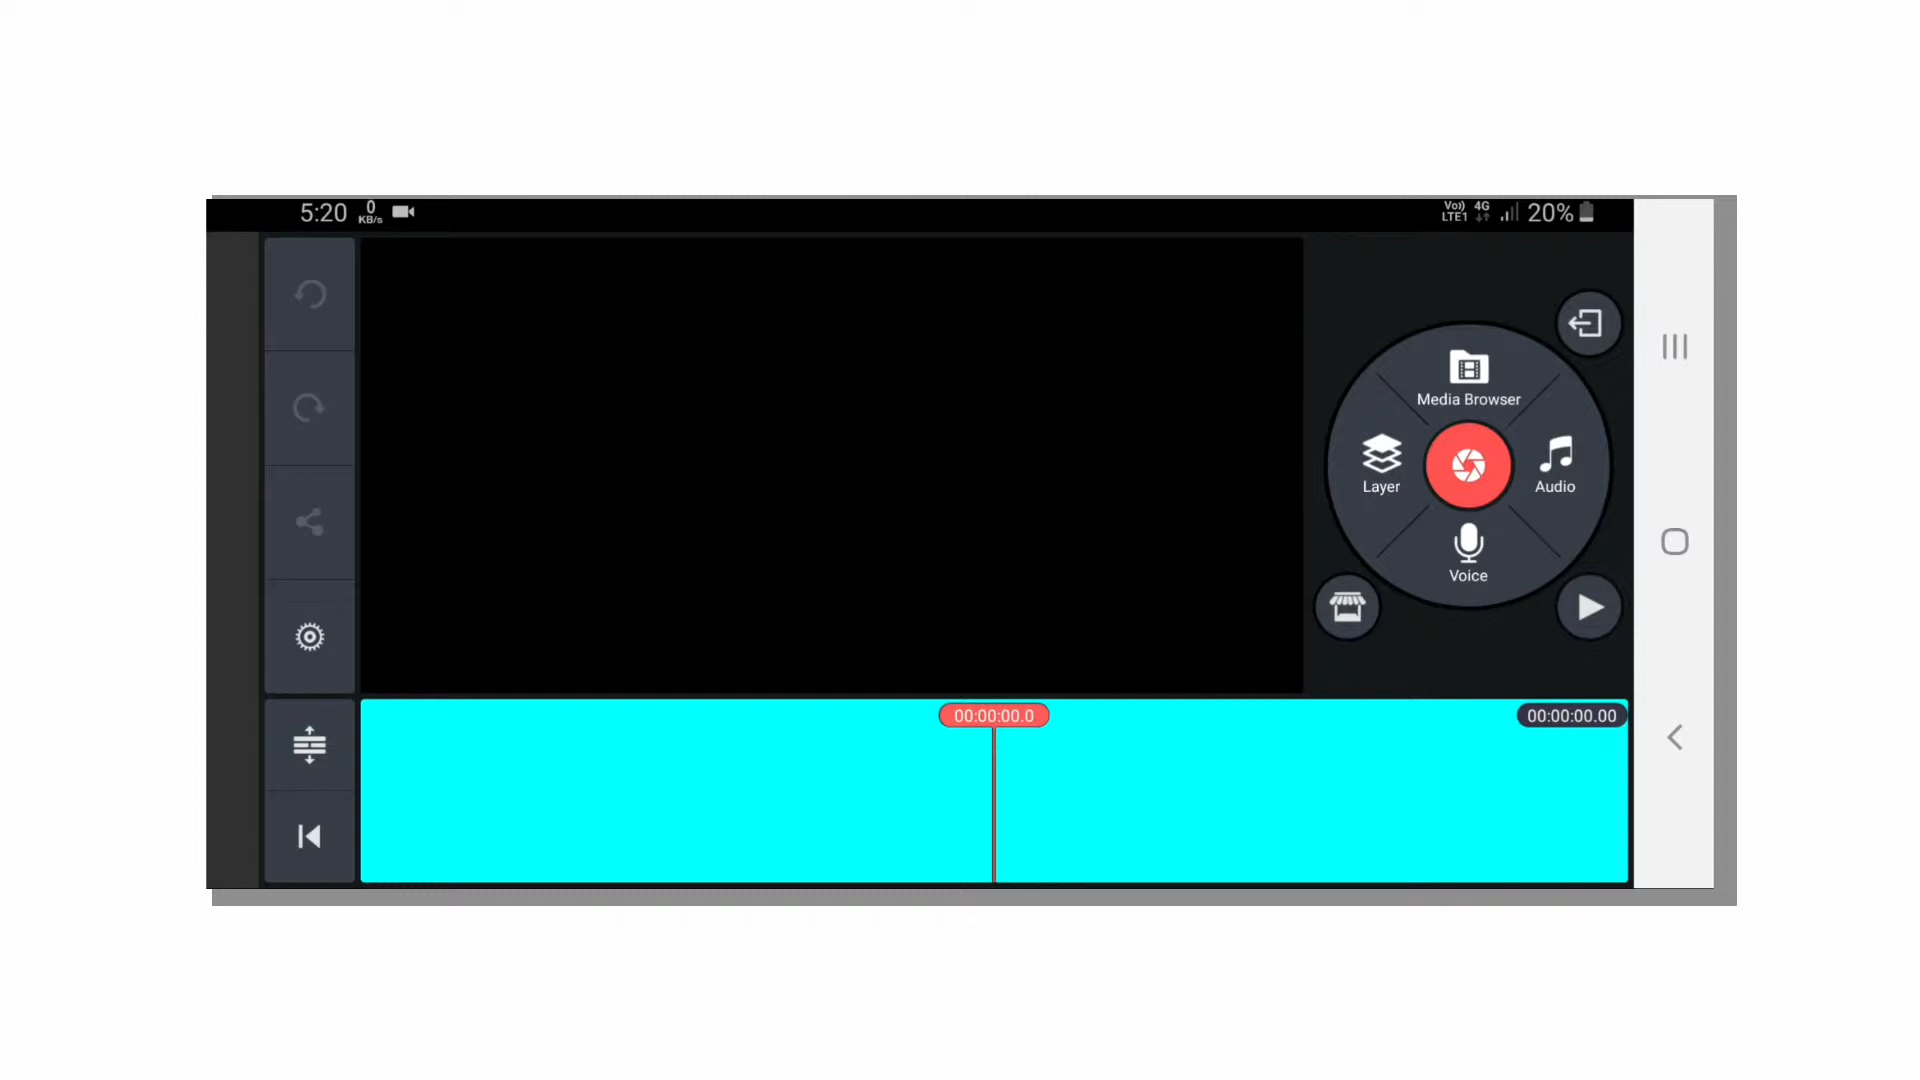 5:20 0 KB/s Vo)) LTE1 4G 20%
Media Browser
Layer
Audio
Voice
00:00:00.0
00:00:00.00